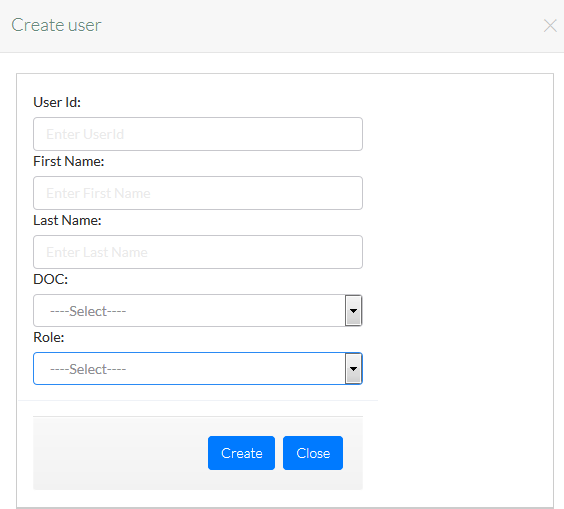 Create user
User Id:
Enter UserId
First Name:
Enter First Name
Last Name:
Enter Last Name
DOC:
----Select----
Role:
----Select----
Create Close